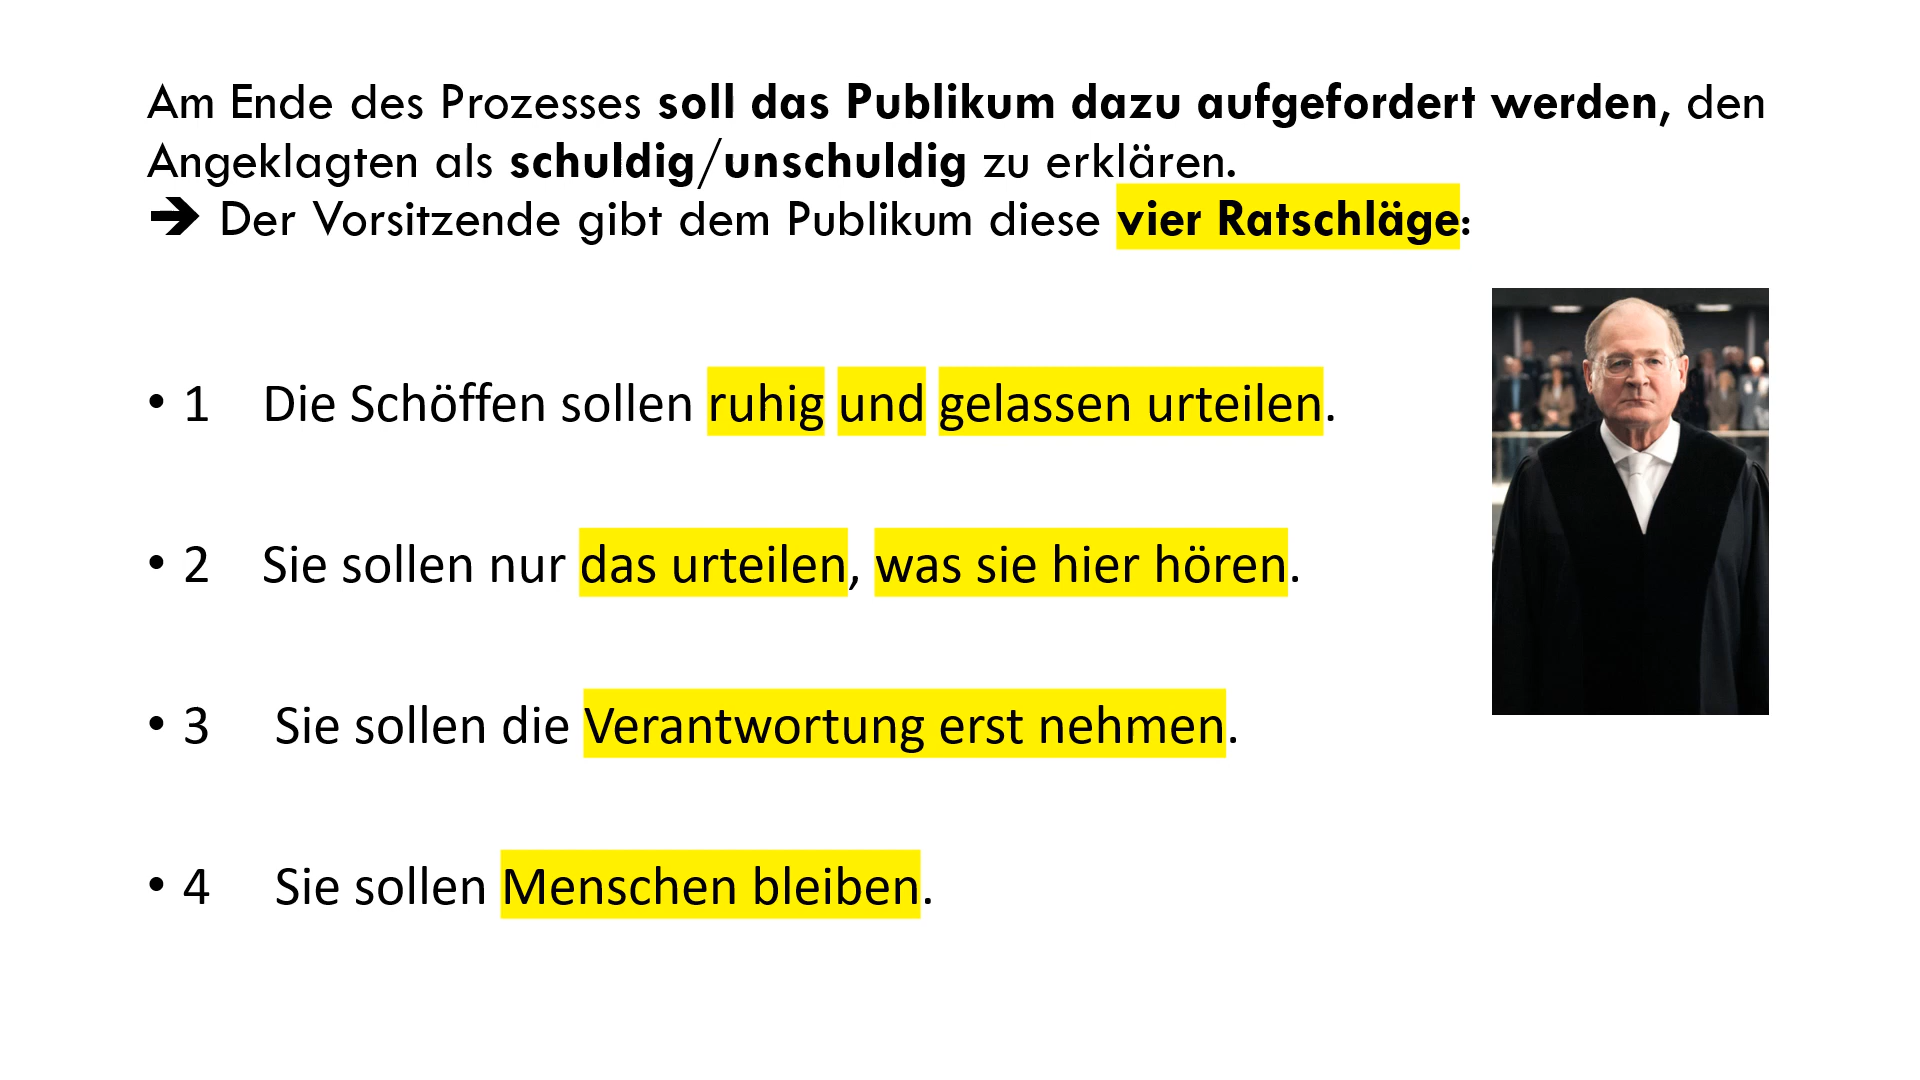 Am Ende des Prozesses soll das Publikum dazu aufgefordert werden, den
Angeklagten als schuldig/unschuldig zu erklären.
➔ Der Vorsitzende gibt dem Publikum diese vier Ratschläge:
• 1 Die Schöffen sollen ruhig und gelassen urteilen.
• 2 Sie sollen nur das urteilen, was sie hier hören.
• 3 Sie sollen die Verantwortung erst nehmen.
• 4 Sie sollen Menschen bleiben.